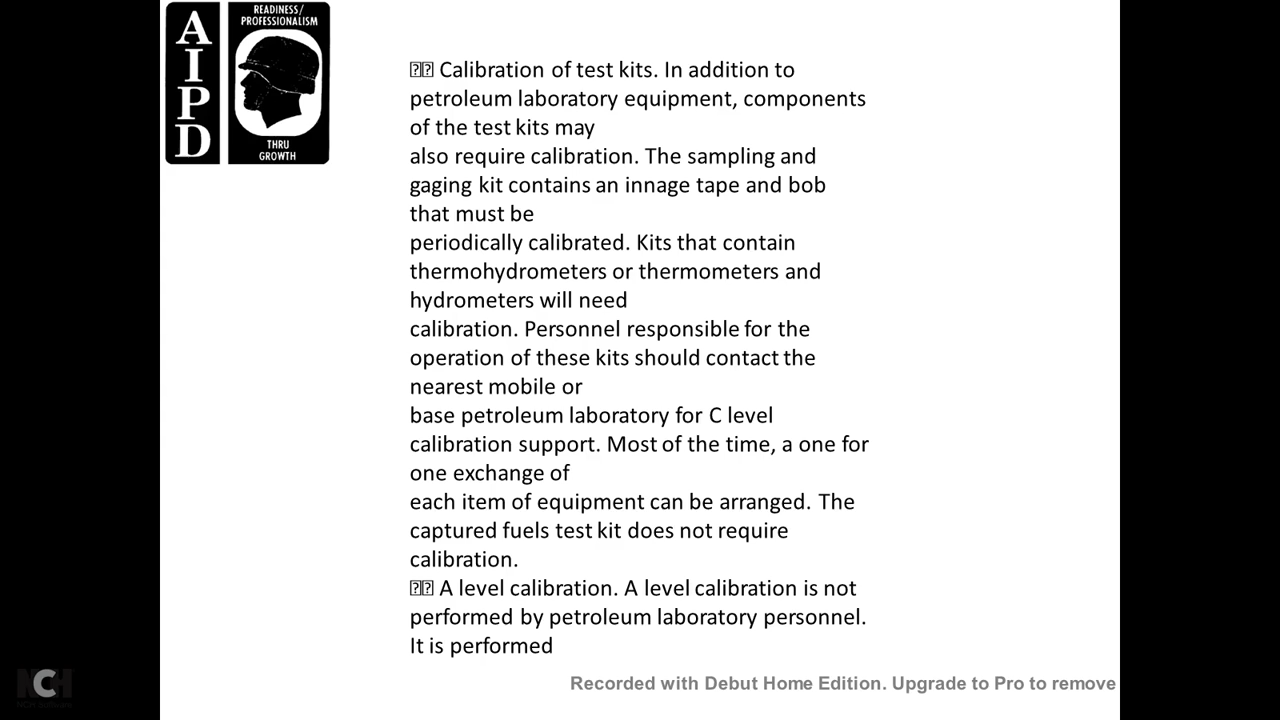 A
I
P
D
READINESS/
PROFESSIONALISM
THRU
GROWTH
⍰⍰ Calibration of test kits. In addition to
petroleum laboratory equipment, components
of the test kits may
also require calibration. The sampling and
gaging kit contains an innage tape and bob
that must be
periodically calibrated. Kits that contain
thermohydrometers or thermometers and
hydrometers will need
calibration. Personnel responsible for the
operation of these kits should contact the
nearest mobile or
base petroleum laboratory for C level
calibration support. Most of the time, a one for
one exchange of
each item of equipment can be arranged. The
captured fuels test kit does not require
calibration.
⍰⍰ A level calibration. A level calibration is not
performed by petroleum laboratory personnel.
It is performed
NCH
Recorded with Debut Home Edition. Upgrade to Pro to remove